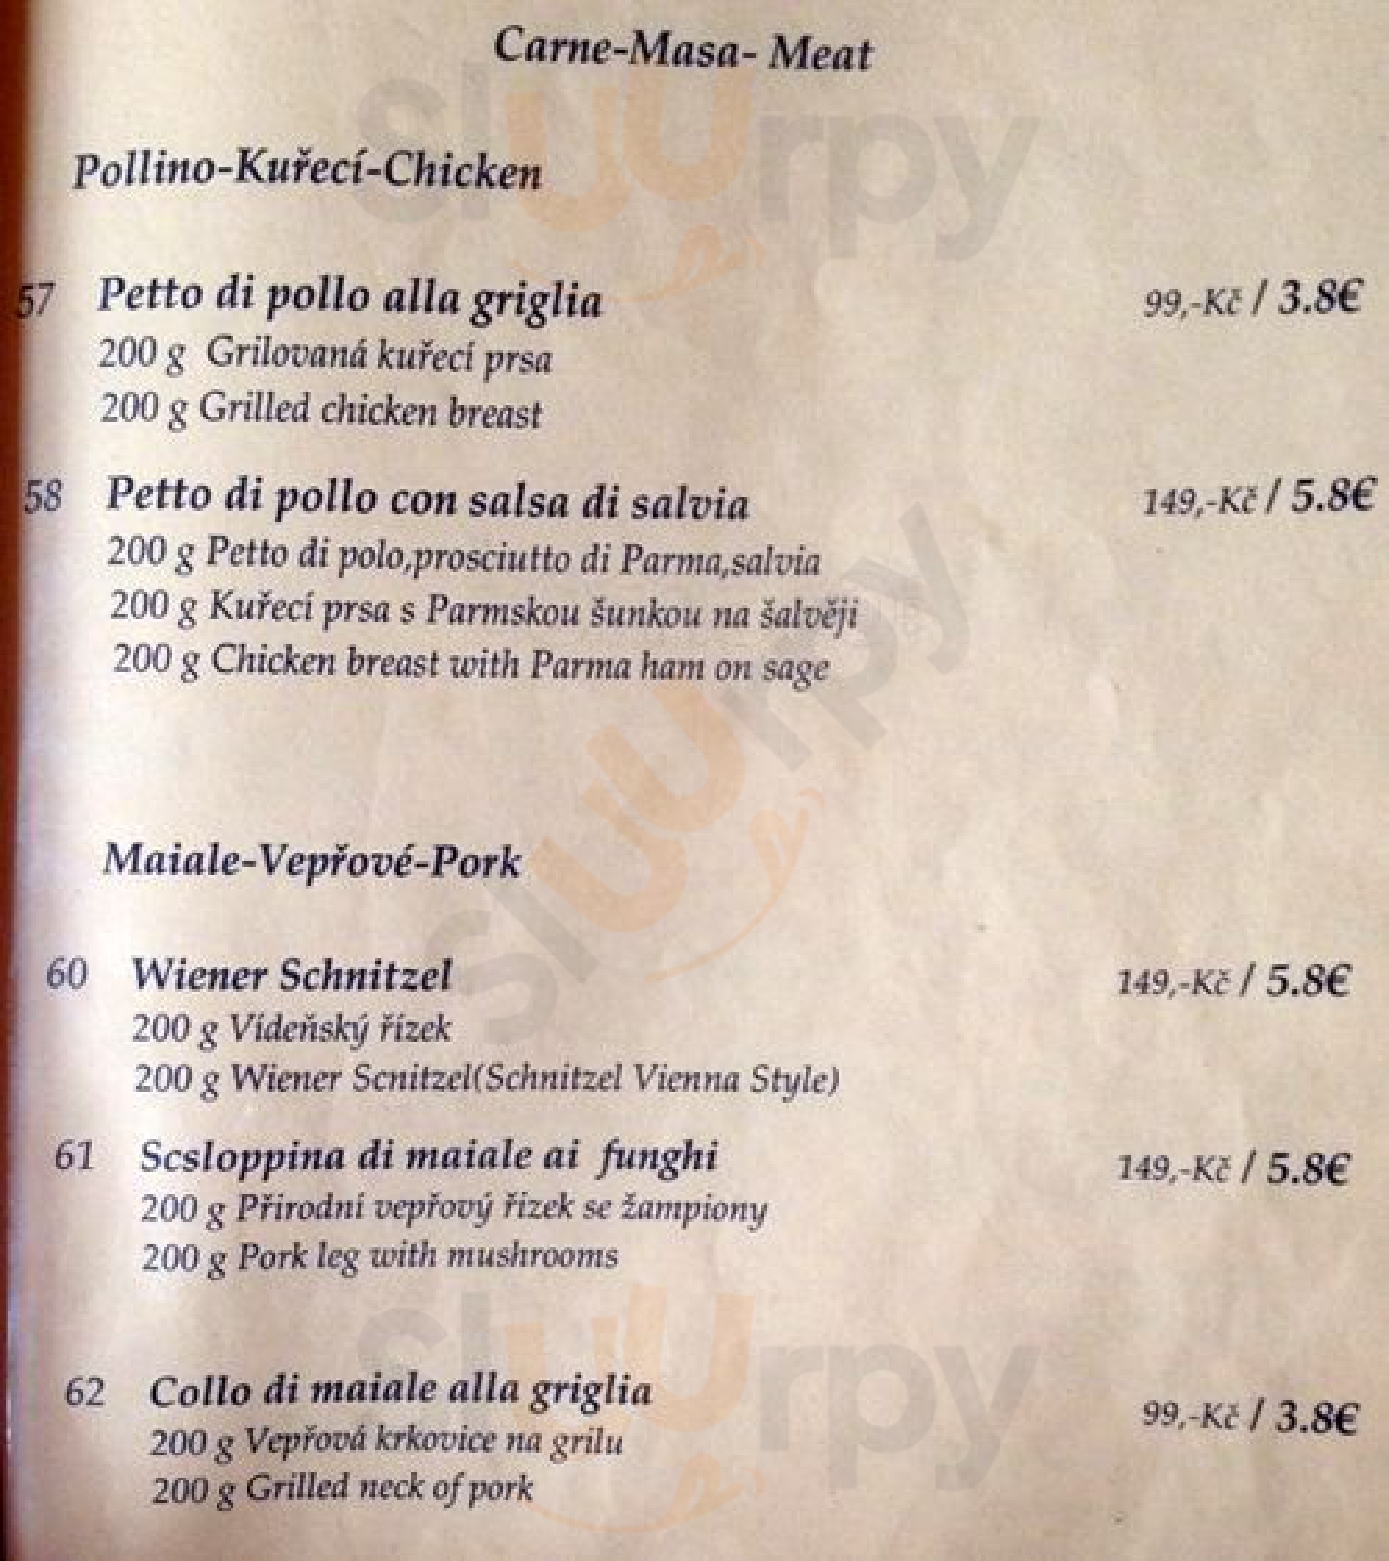 Carne-Masa- Meat
Pollino-Kuřecí-Chicken
57 Petto di pollo alla griglia 99,-Kč / 3.8€
200 g Grilovaná kuřecí prsa
200 g Grilled chicken breast
58 Petto di pollo con salsa di salvia 149,-Kč / 5.8€
200 g Petto di polo,prosciutto di Parma,salvia
200 g Kuřecí prsa s Parmskou šunkou na šalvěji
200 g Chicken breast with Parma ham on sage
Maiale-Vepřové-Pork
60 Wiener Schnitzel 149,-Kč / 5.8€
200 g Vídeňský řízek
200 g Wiener Scnitzel(Schnitzel Vienna Style)
61 Scsloppina di maiale ai funghi 149,-Kč / 5.8€
200 g Přírodní vepřový řízek se žampiony
200 g Pork leg with mushrooms
62 Collo di maiale alla griglia 99,-Kč / 3.8€
200 g Vepřová krkovice na grilu
200 g Grilled neck of pork
sluurpy
sluurpy
sluurpy